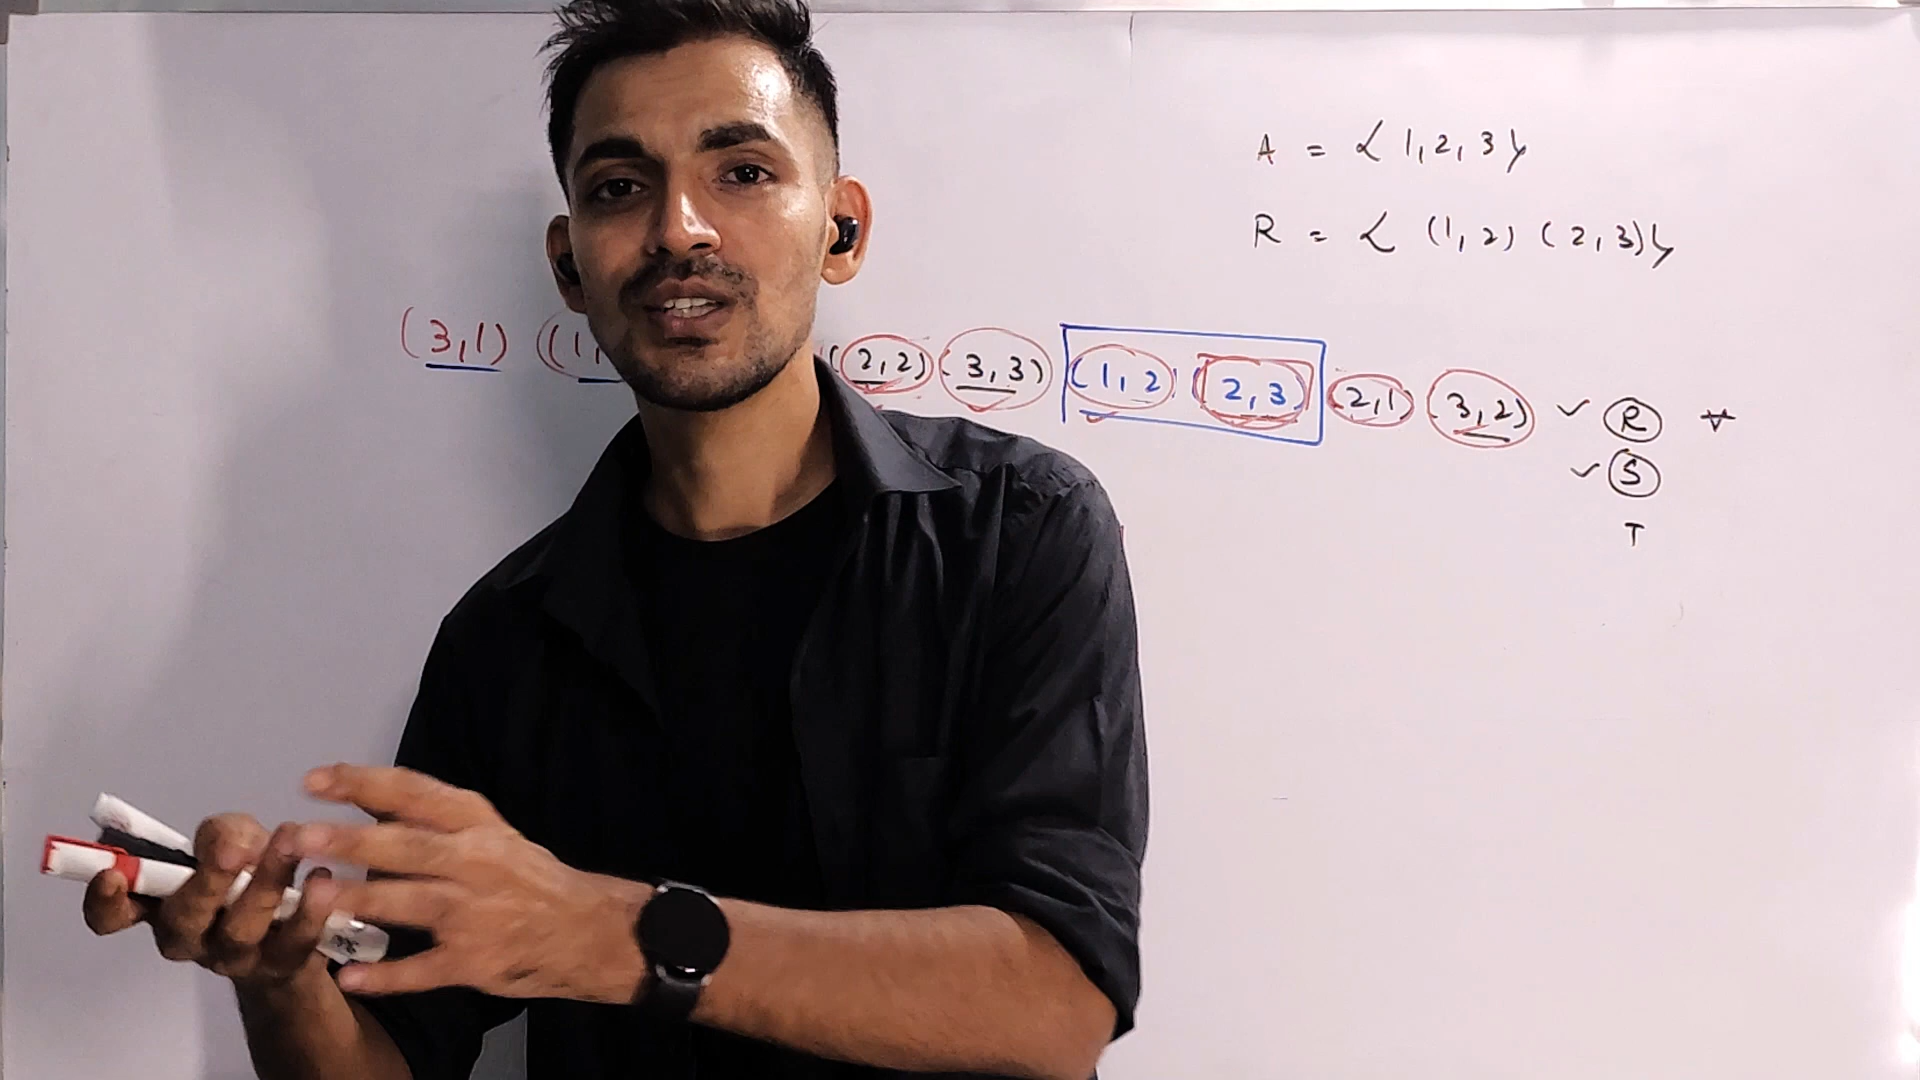 A = { 1, 2, 3 }
R = { (1, 2) (2, 3) }
(3,1) (1, (2,2) (3,3) (1,2) (2,3) (2,1) (3,2) ✓ R
✓ S
T